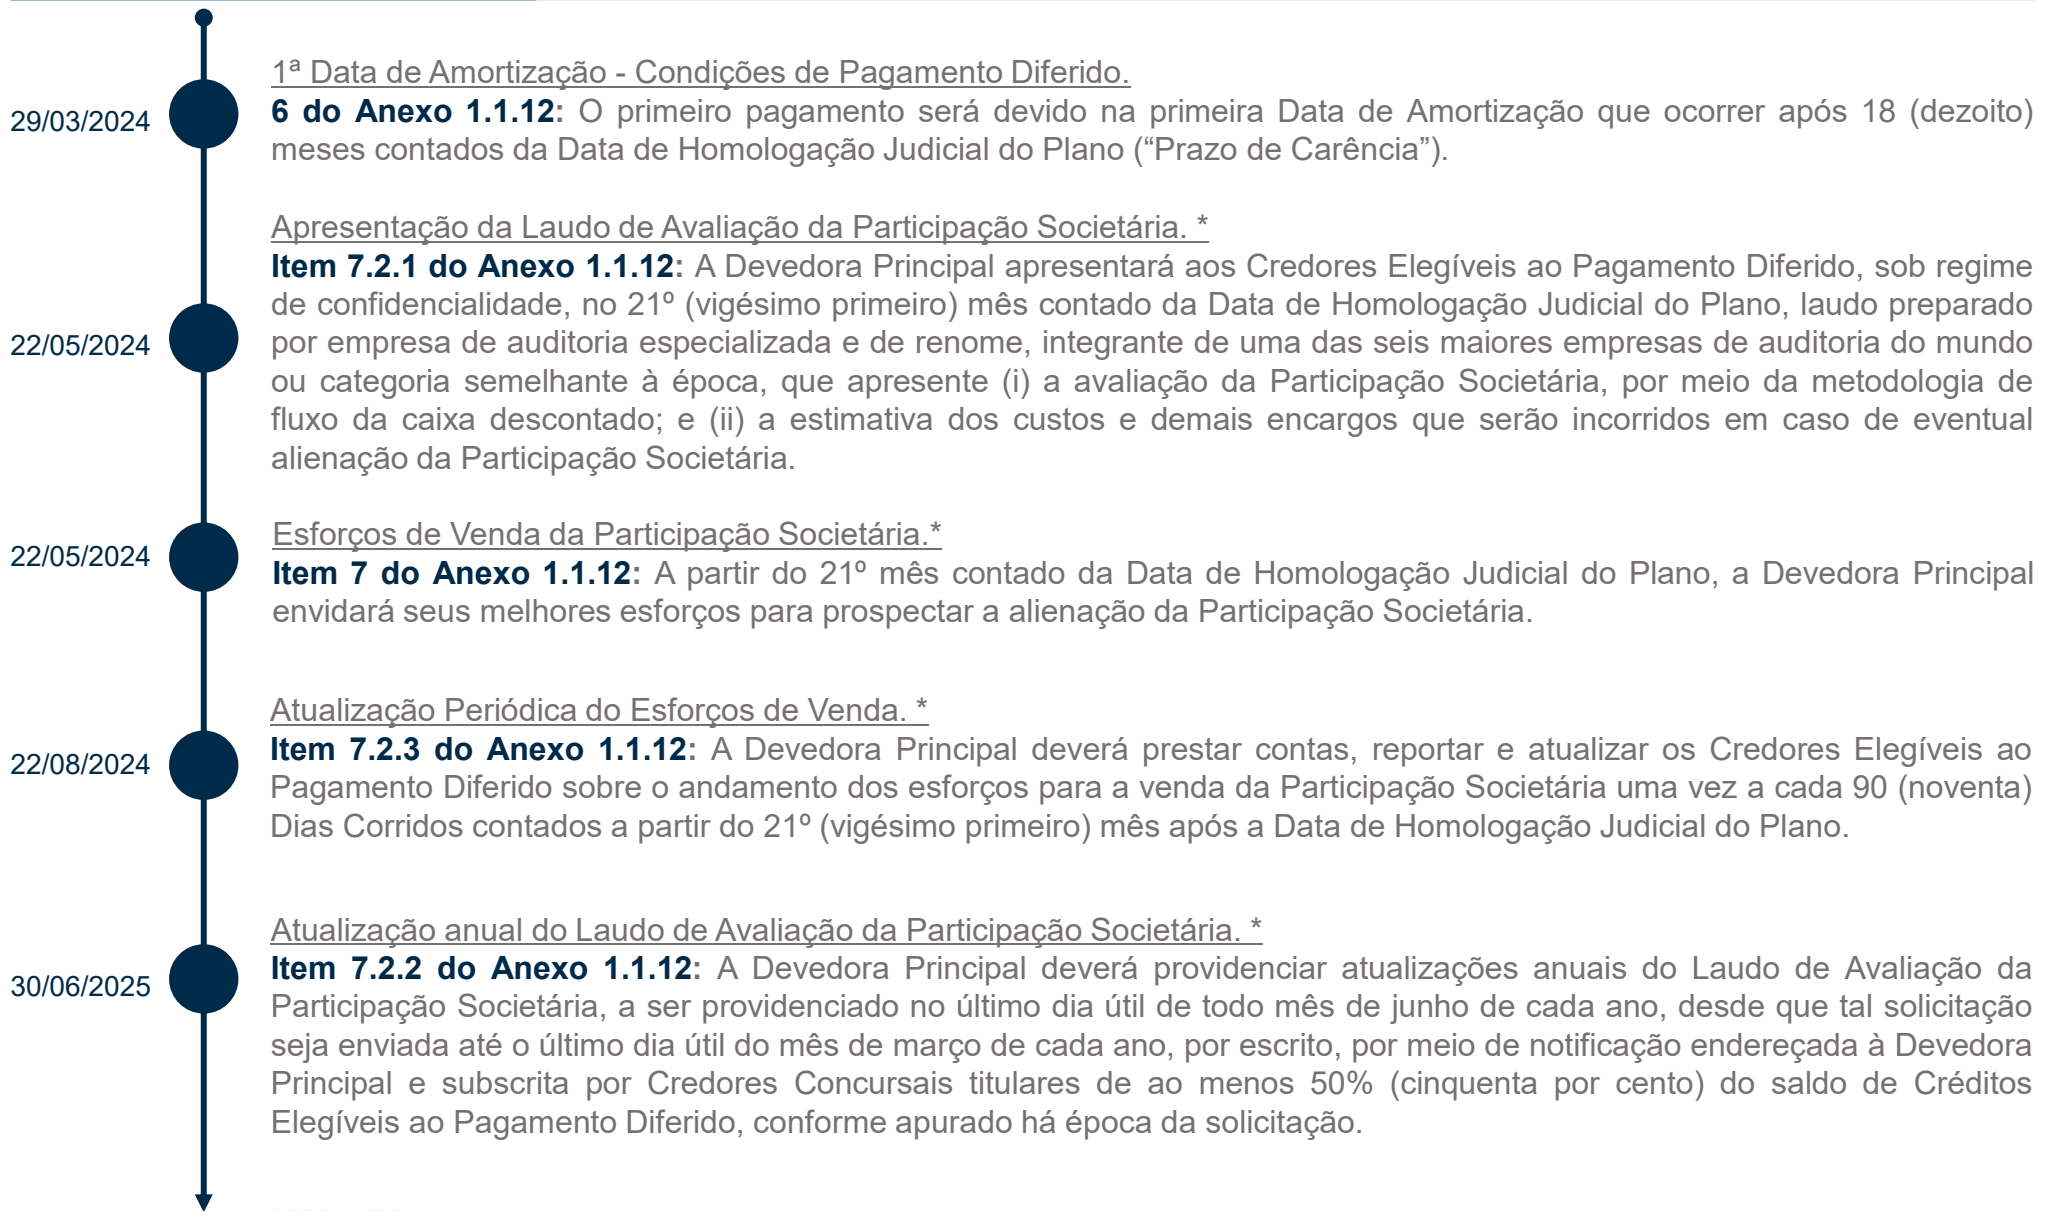 1ª Data de Amortização - Condições de Pagamento Diferido.
29/03/2024
6 do Anexo 1.1.12: O primeiro pagamento será devido na primeira Data de Amortização que ocorrer após 18 (dezoito)
meses contados da Data de Homologação Judicial do Plano (“Prazo de Carência”).
Apresentação da Laudo de Avaliação da Participação Societária. *
22/05/2024
Item 7.2.1 do Anexo 1.1.12: A Devedora Principal apresentará aos Credores Elegíveis ao Pagamento Diferido, sob regime
de confidencialidade, no 21º (vigésimo primeiro) mês contado da Data de Homologação Judicial do Plano, laudo preparado
por empresa de auditoria especializada e de renome, integrante de uma das seis maiores empresas de auditoria do mundo
ou categoria semelhante à época, que apresente (i) a avaliação da Participação Societária, por meio da metodologia de
fluxo da caixa descontado; e (ii) a estimativa dos custos e demais encargos que serão incorridos em caso de eventual
alienação da Participação Societária.
Esforços de Venda da Participação Societária.*
22/05/2024
Item 7 do Anexo 1.1.12: A partir do 21º mês contado da Data de Homologação Judicial do Plano, a Devedora Principal
envidará seus melhores esforços para prospectar a alienação da Participação Societária.
Atualização Periódica do Esforços de Venda. *
22/08/2024
Item 7.2.3 do Anexo 1.1.12: A Devedora Principal deverá prestar contas, reportar e atualizar os Credores Elegíveis ao
Pagamento Diferido sobre o andamento dos esforços para a venda da Participação Societária uma vez a cada 90 (noventa)
Dias Corridos contados a partir do 21º (vigésimo primeiro) mês após a Data de Homologação Judicial do Plano.
Atualização anual do Laudo de Avaliação da Participação Societária. *
30/06/2025
Item 7.2.2 do Anexo 1.1.12: A Devedora Principal deverá providenciar atualizações anuais do Laudo de Avaliação da
Participação Societária, a ser providenciado no último dia útil de todo mês de junho de cada ano, desde que tal solicitação
seja enviada até o último dia útil do mês de março de cada ano, por escrito, por meio de notificação endereçada à Devedora
Principal e subscrita por Credores Concursais titulares de ao menos 50% (cinquenta por cento) do saldo de Créditos
Elegíveis ao Pagamento Diferido, conforme apurado há época da solicitação.